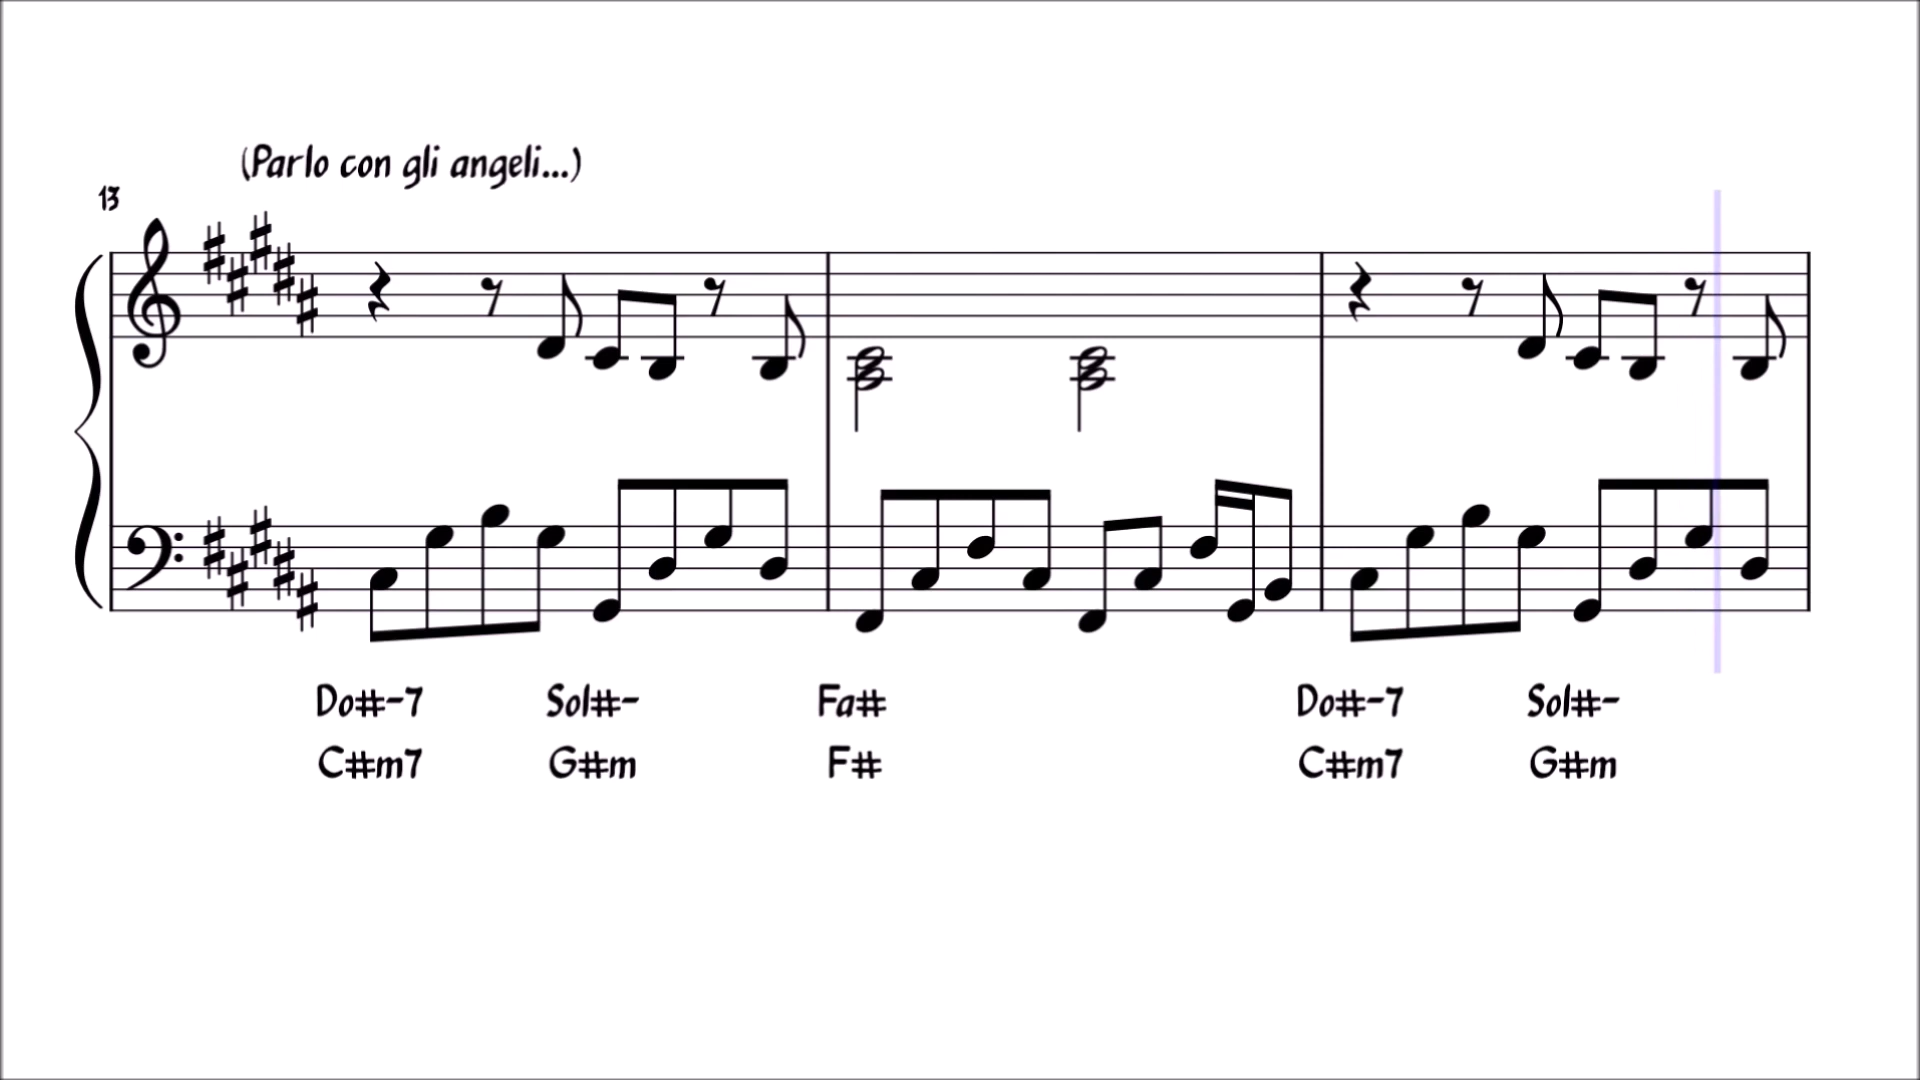 (Parlo con gli angeli...)
13
Do#-7 Sol#- Fa# Do#-7 Sol#-
C#m7 G#m F# C#m7 G#m